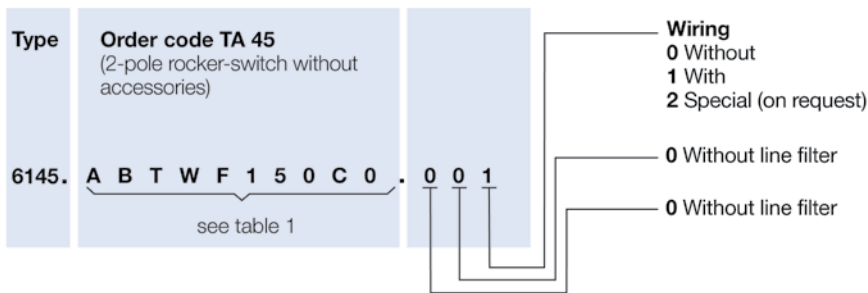 Type
Order code TA 45
(2-pole rocker-switch without
accessories)
6145. A B T W F 1 5 0 C 0 . 0 0 1
see table 1
Wiring
0 Without
1 With
2 Special (on request)
0 Without line filter
0 Without line filter